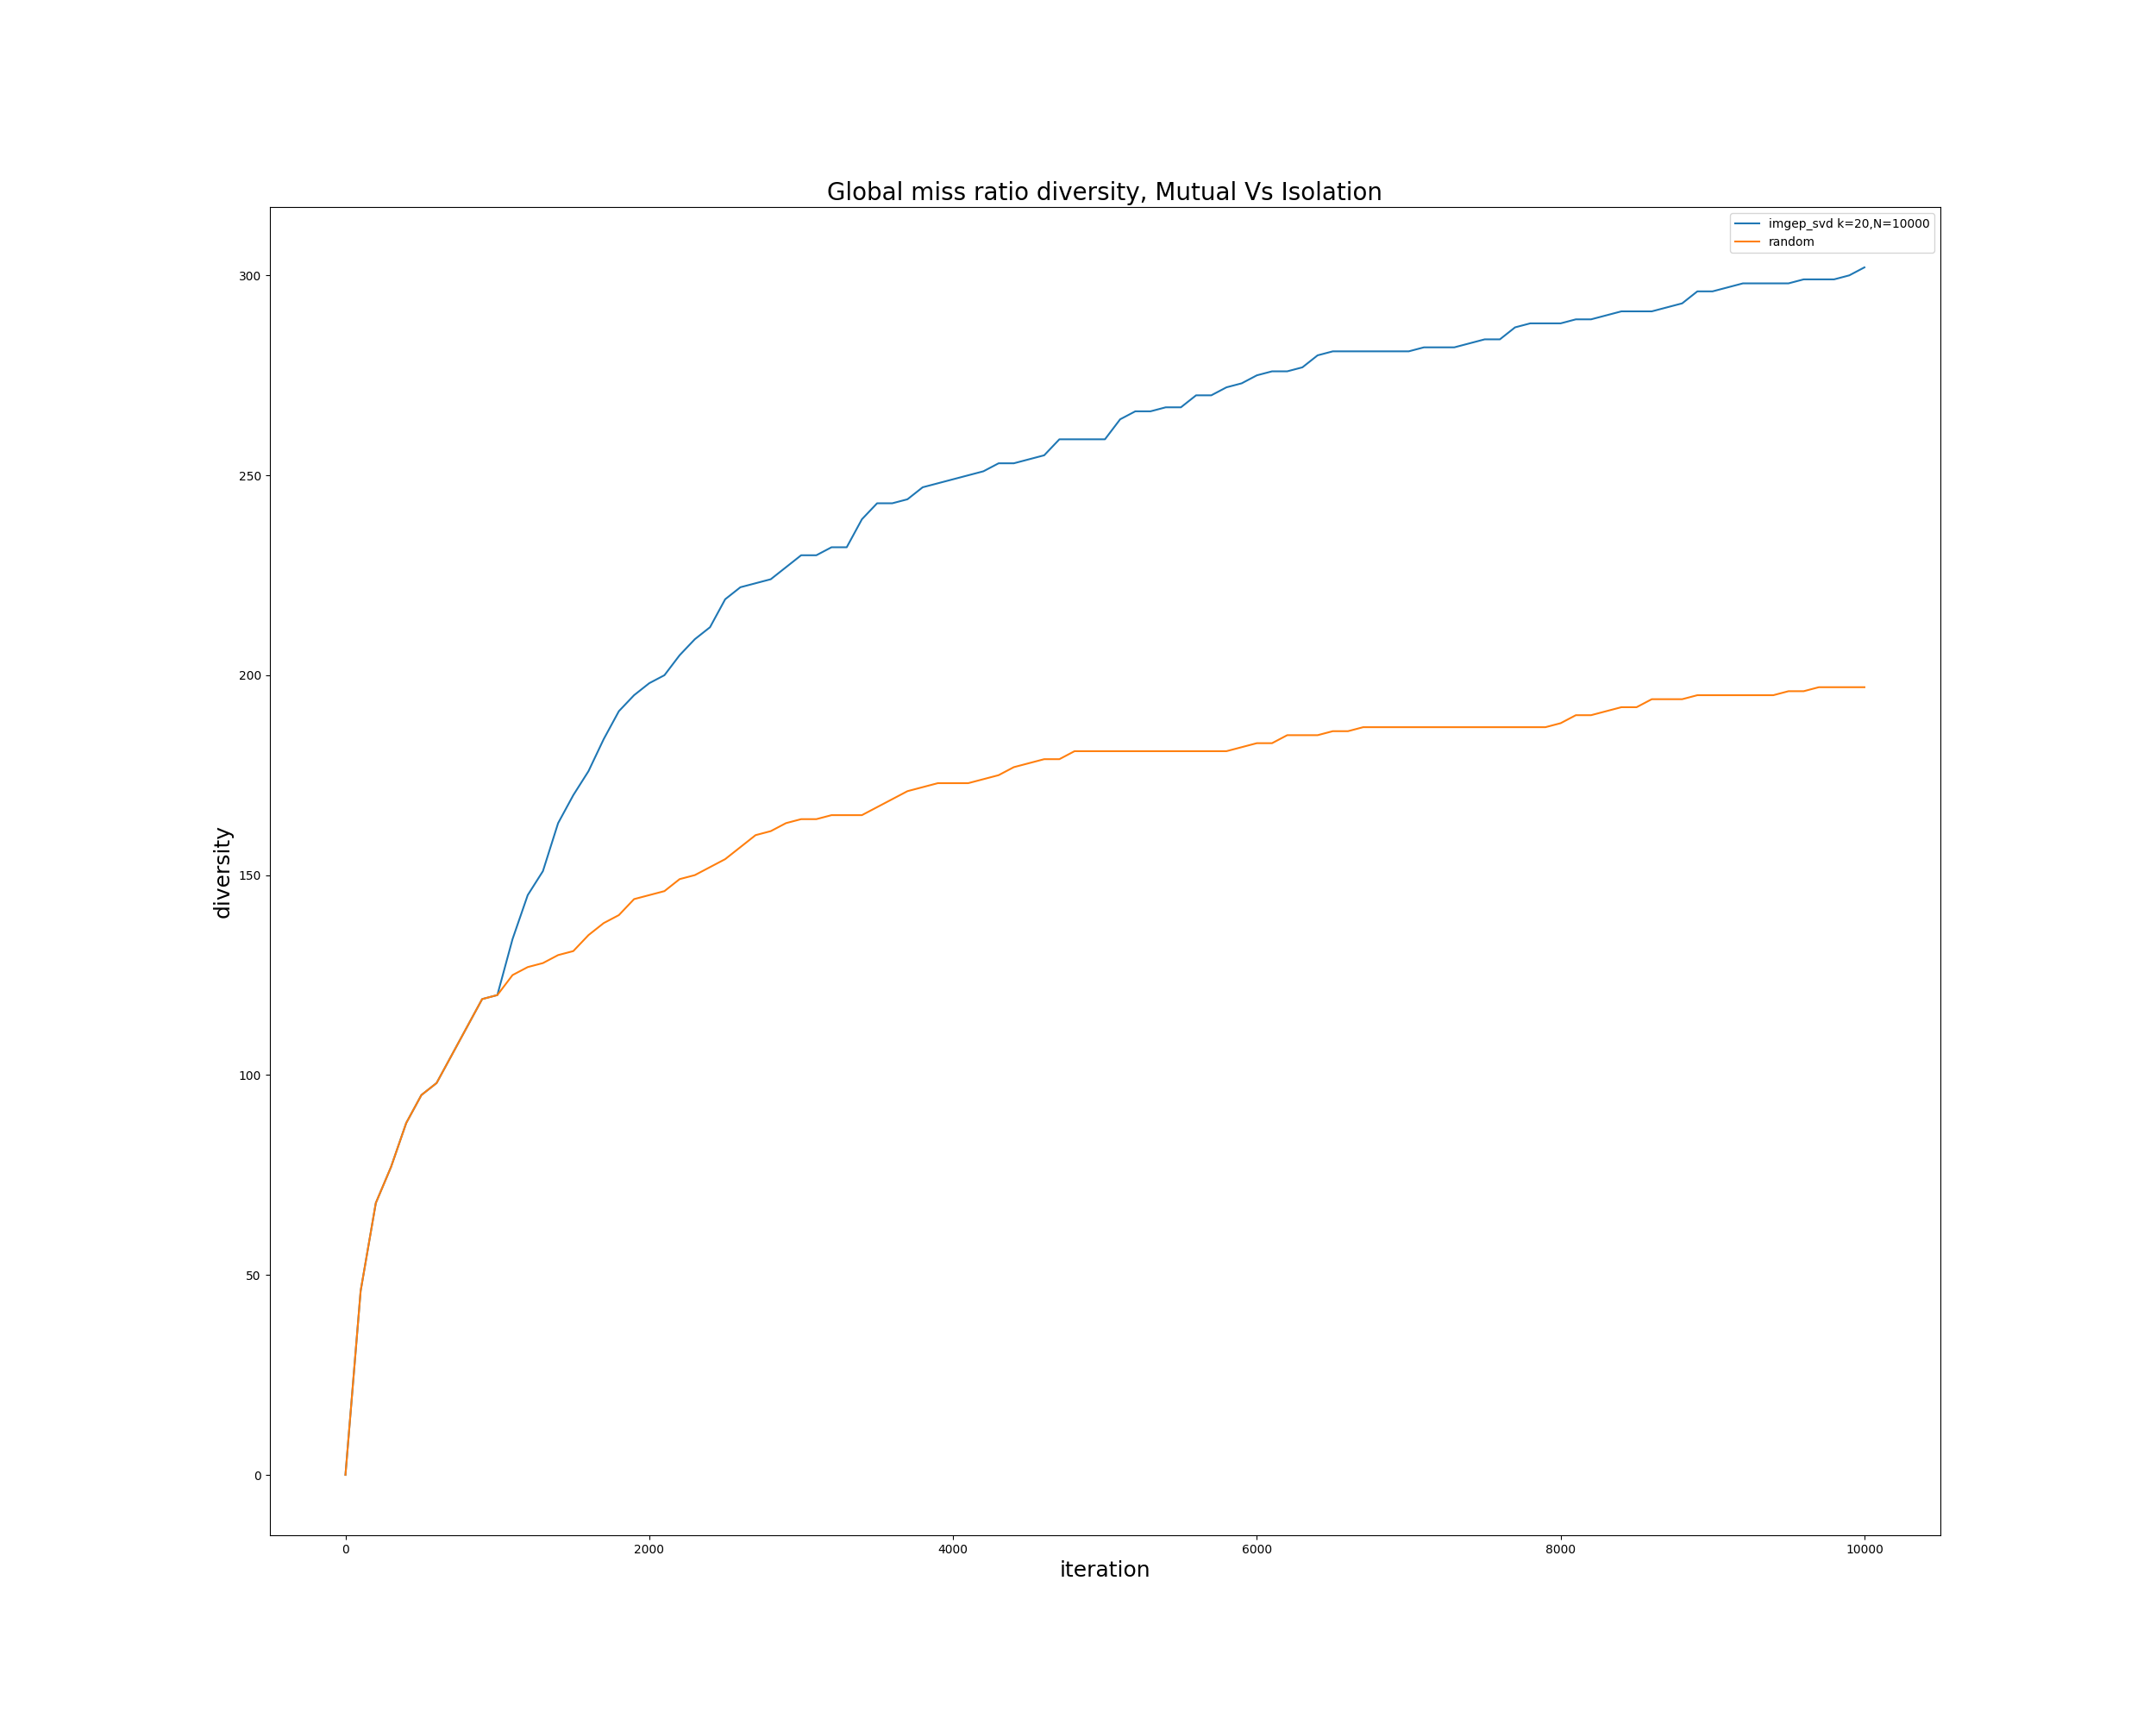 Global miss ratio diversity, Mutual Vs Isolation
imgep_svd k=20,N=10000
random
300
250
200
150
100
50
0
diversity
0 2000 4000 6000 8000 10000
iteration